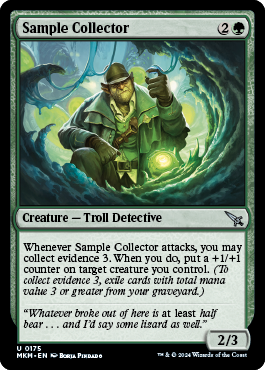 Sample Collector 2
Creature — Troll Detective
Whenever Sample Collector attacks, you may
collect evidence 3. When you do, put a +1/+1
counter on target creature you control. (To
collect evidence 3, exile cards with total mana
value 3 or greater from your graveyard.)
“Whatever broke out of here is at least half
bear . . . and I’d say some lizard as well.”
2/3
U 0175
MKM • EN Borja Pindado
™ & © 2024 Wizards of the Coast